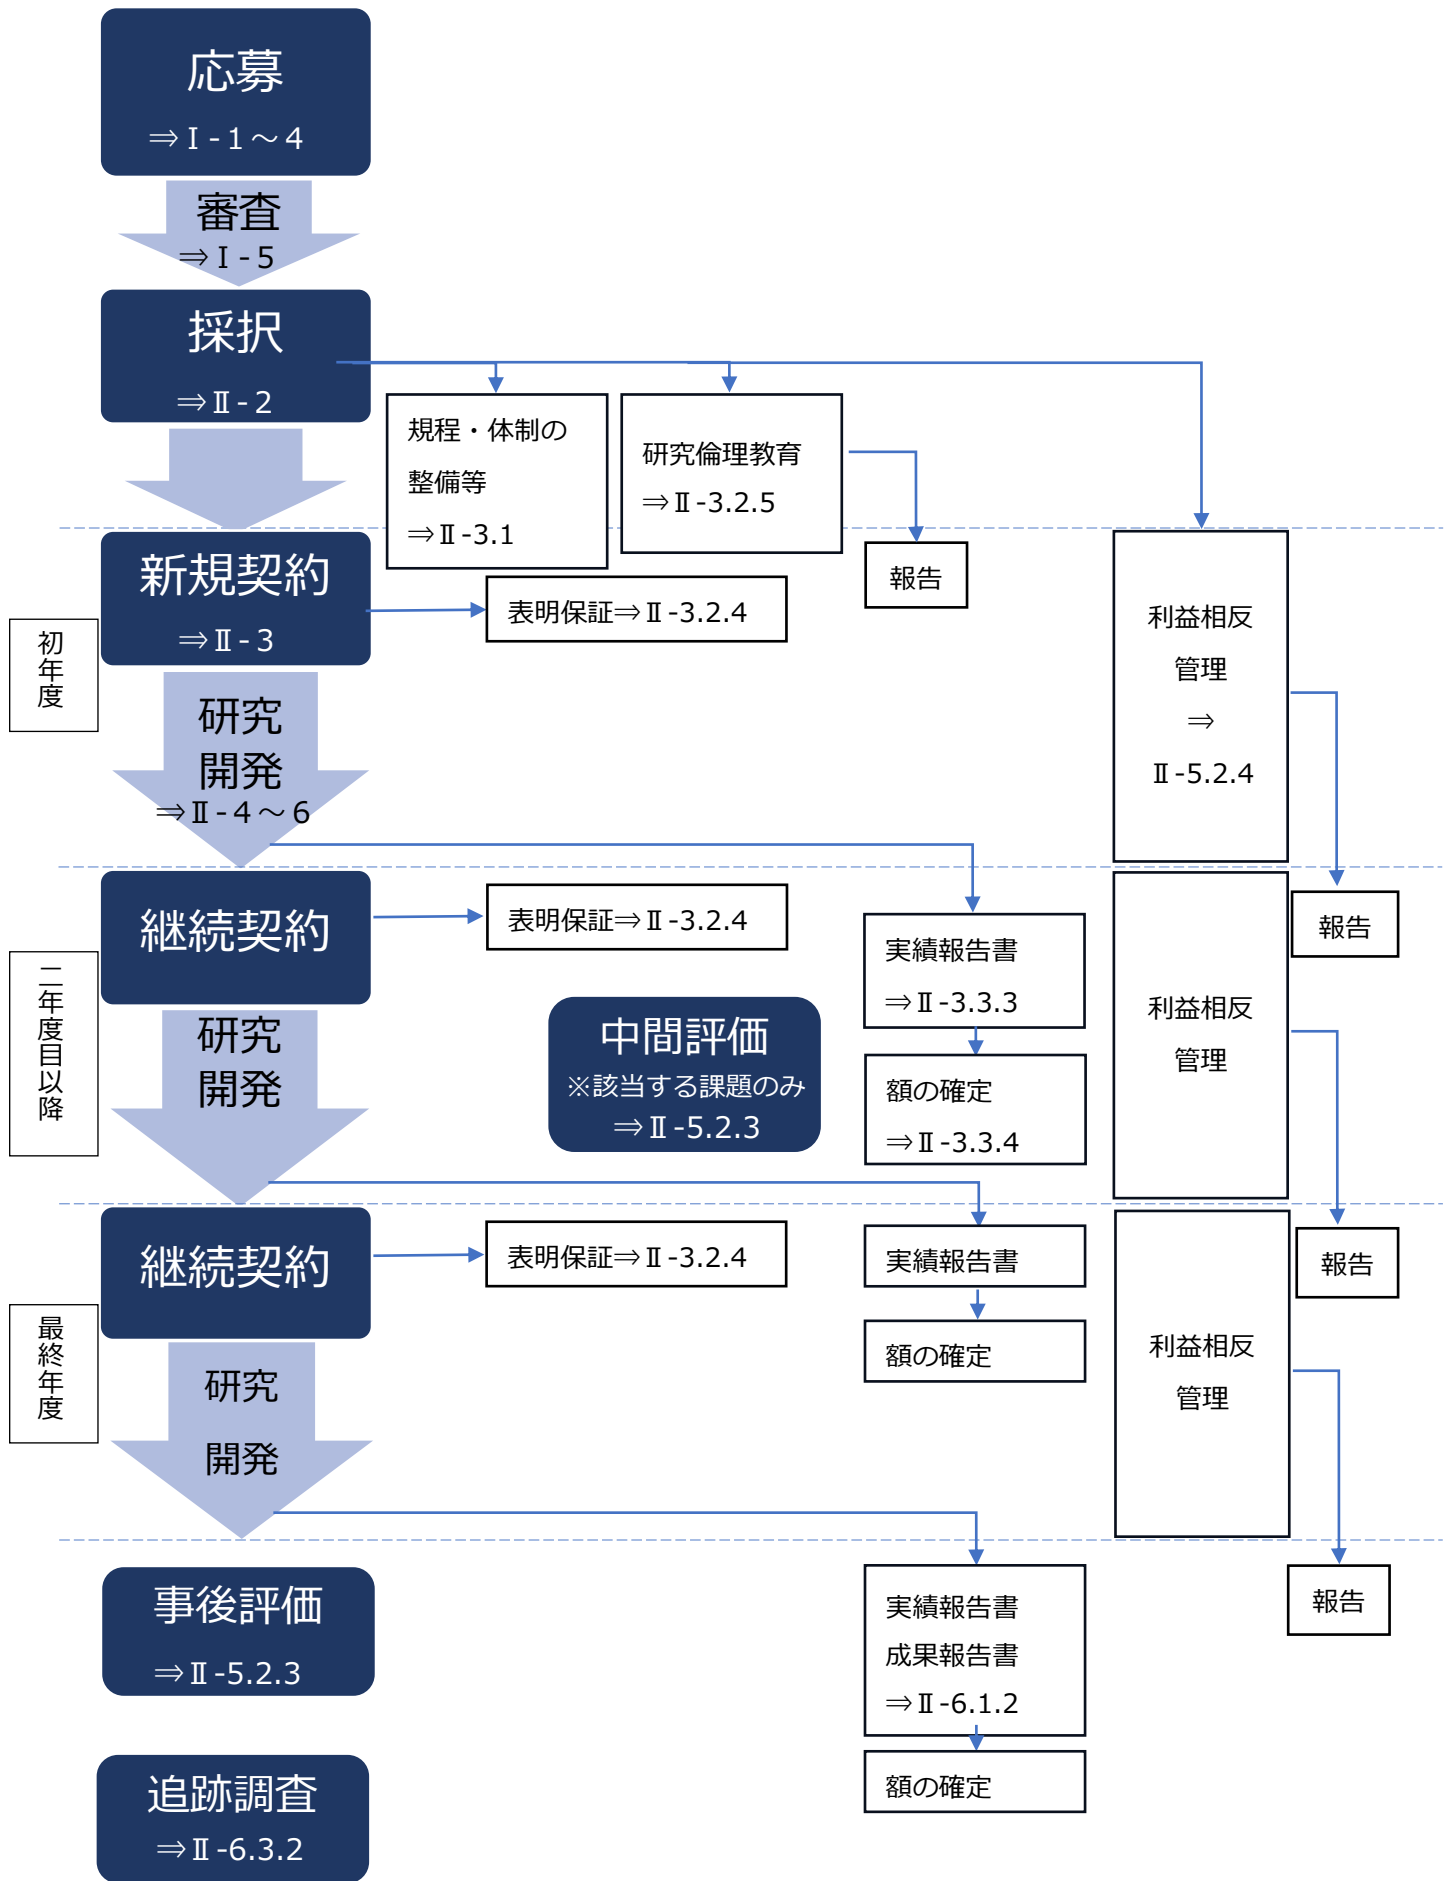 応募
⇒Ⅰ-1～4
審査
⇒Ⅰ-5
採択
⇒Ⅱ-2
規程・体制の
整備等
⇒Ⅱ-3.1
研究倫理教育
⇒Ⅱ-3.2.5
報告
初年度
新規契約
⇒Ⅱ-3
表明保証⇒Ⅱ-3.2.4
利益相反
管理
⇒
Ⅱ-5.2.4
研究
開発
⇒Ⅱ-4～6
報告
二年度目以降
継続契約
表明保証⇒Ⅱ-3.2.4
実績報告書
⇒Ⅱ-3.3.3
利益相反
管理
研究
開発
中間評価
※該当する課題のみ
⇒Ⅱ-5.2.3
額の確定
⇒Ⅱ-3.3.4
報告
最終年度
継続契約
表明保証⇒Ⅱ-3.2.4
実績報告書
額の確定
利益相反
管理
研究
開発
報告
事後評価
⇒Ⅱ-5.2.3
実績報告書
成果報告書
⇒Ⅱ-6.1.2
額の確定
追跡調査
⇒Ⅱ-6.3.2